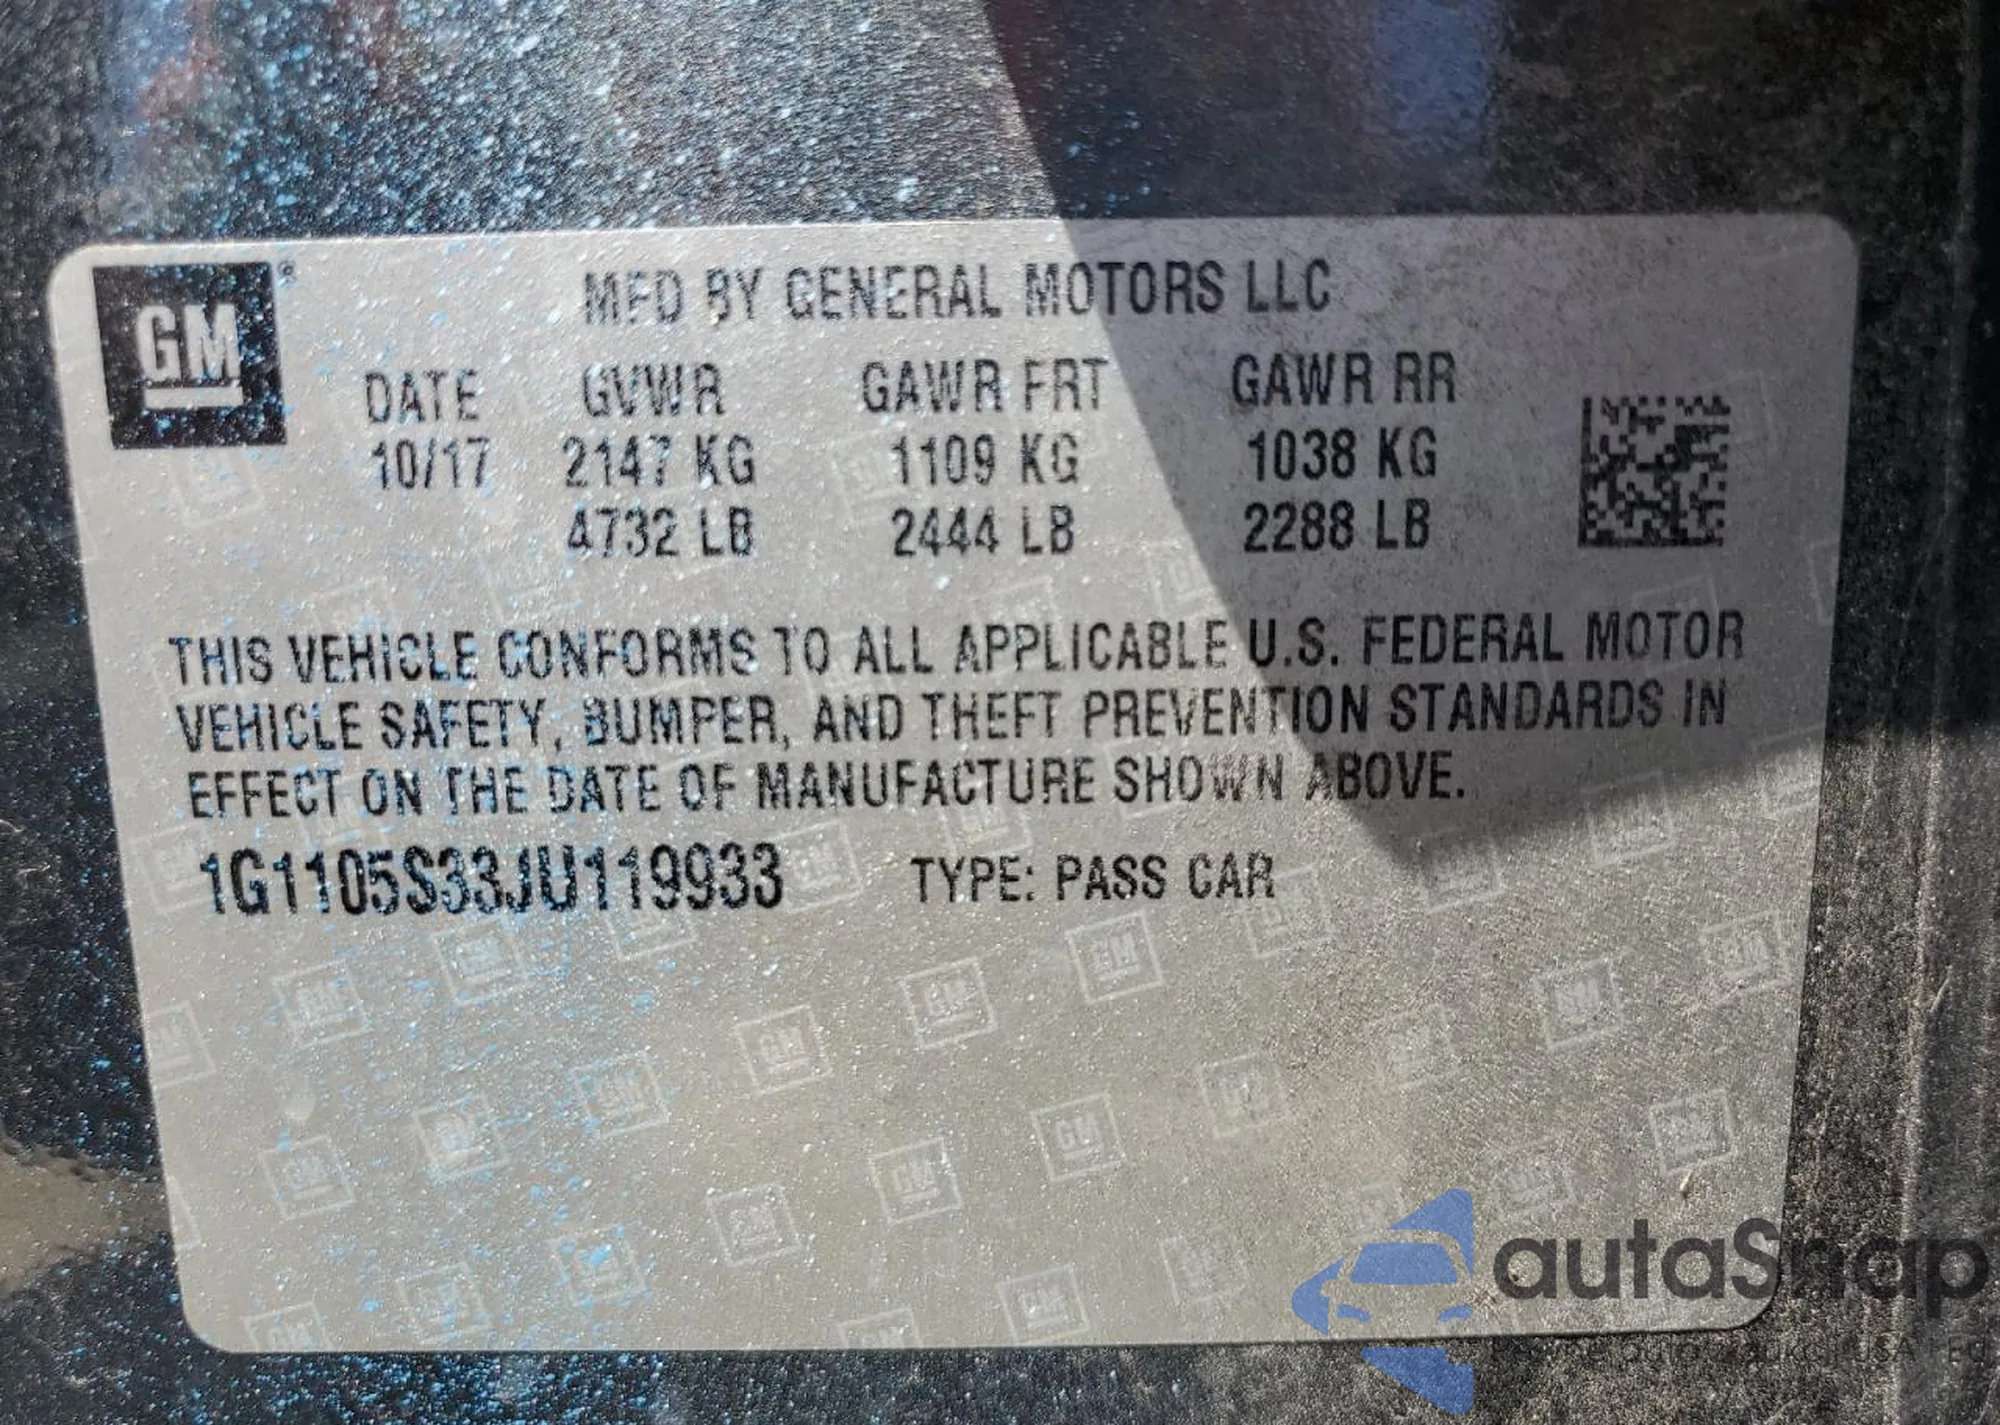 GM ®
MFD BY GENERAL MOTORS LLC
DATE GVWR GAWR FRT GAWR RR
10/17 2147 KG 1109 KG 1038 KG
4732 LB 2444 LB 2288 LB
THIS VEHICLE CONFORMS TO ALL APPLICABLE U.S. FEDERAL MOTOR
VEHICLE SAFETY, BUMPER, AND THEFT PREVENTION STANDARDS IN
EFFECT ON THE DATE OF MANUFACTURE SHOWN ABOVE.
1G1105S33JU119933 TYPE: PASS CAR
autaSnap